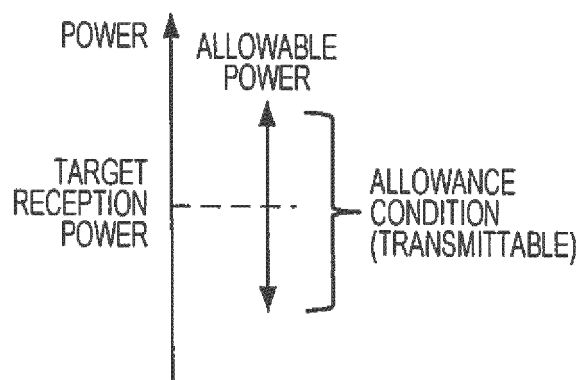 POWER
ALLOWABLE
POWER
TARGET
RECEPTION
POWER
ALLOWANCE
CONDITION
(TRANSMITTABLE)